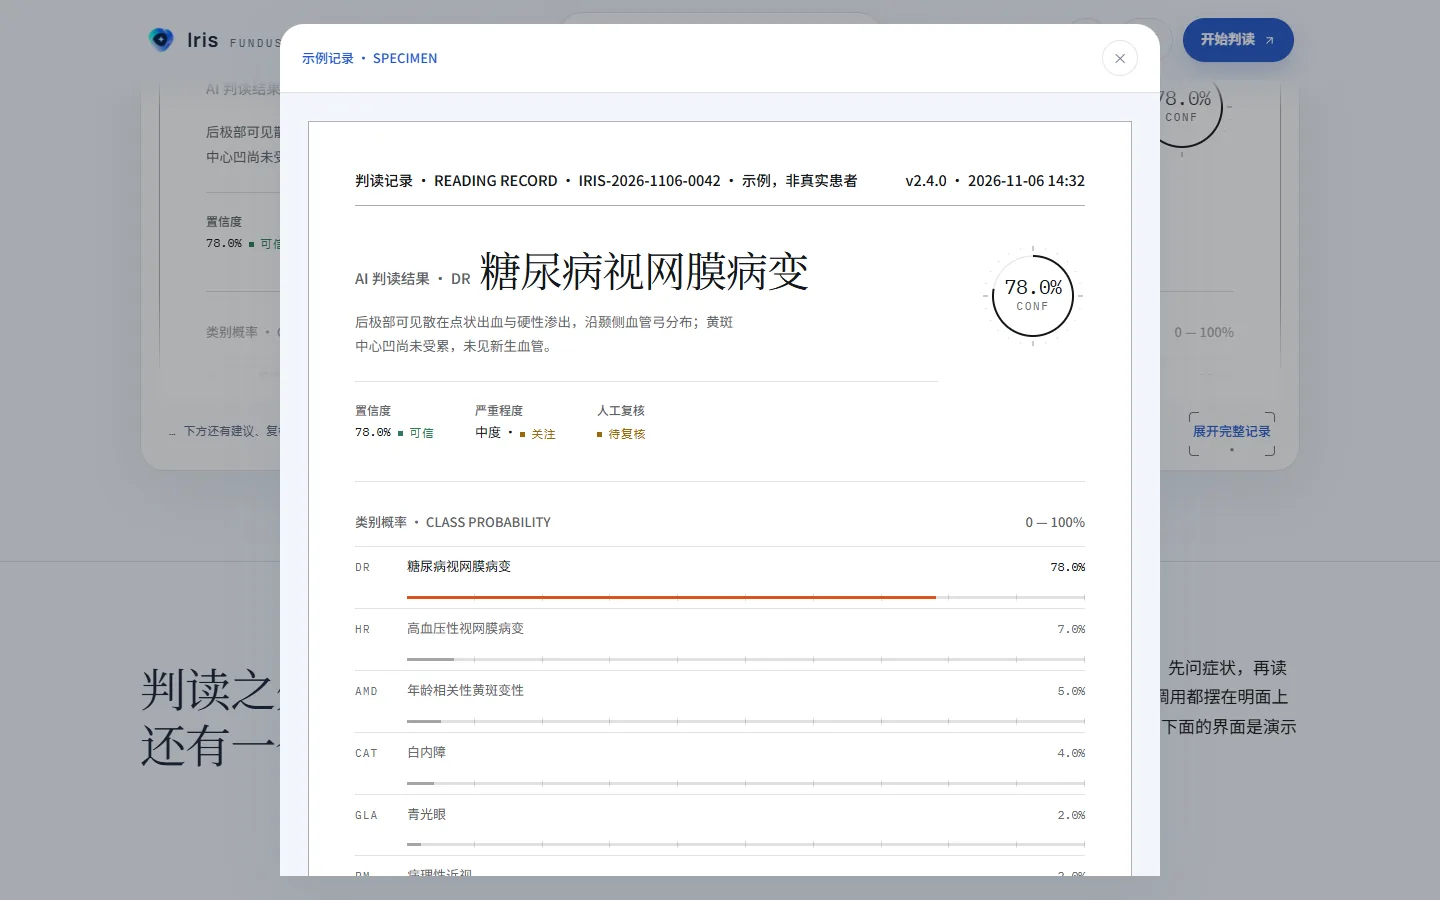 Iris FUNDUS
开始判读
示例记录 · SPECIMEN
AI 判读结果
78.0%
CONF
后极部可见
中心凹尚未受
置信度
78.0% 可信
类别概率 ·
0 — 100%
下方还有建议、复
展开完整记录
判读记录 · READING RECORD · IRIS-2026-1106-0042 · 示例，非真实患者
v2.4.0 · 2026-11-06 14:32
AI 判读结果 · DR 糖尿病视网膜病变
78.0%
CONF
后极部可见散在点状出血与硬性渗出，沿颞侧血管弓分布；黄斑
中心凹尚未受累，未见新生血管。
置信度 严重程度 人工复核
78.0% 可信 中度 · 关注 待复核
类别概率 · CLASS PROBABILITY 0 — 100%
DR 糖尿病视网膜病变 78.0%
HR 高血压性视网膜病变 7.0%
AMD 年龄相关性黄斑变性 5.0%
CAT 白内障 4.0%
GLA 青光眼 2.0%
PM 病理性近视 2.0%
判读之
还有一
先问症状，再读
调用都摆在明面上
下面的界面是演示